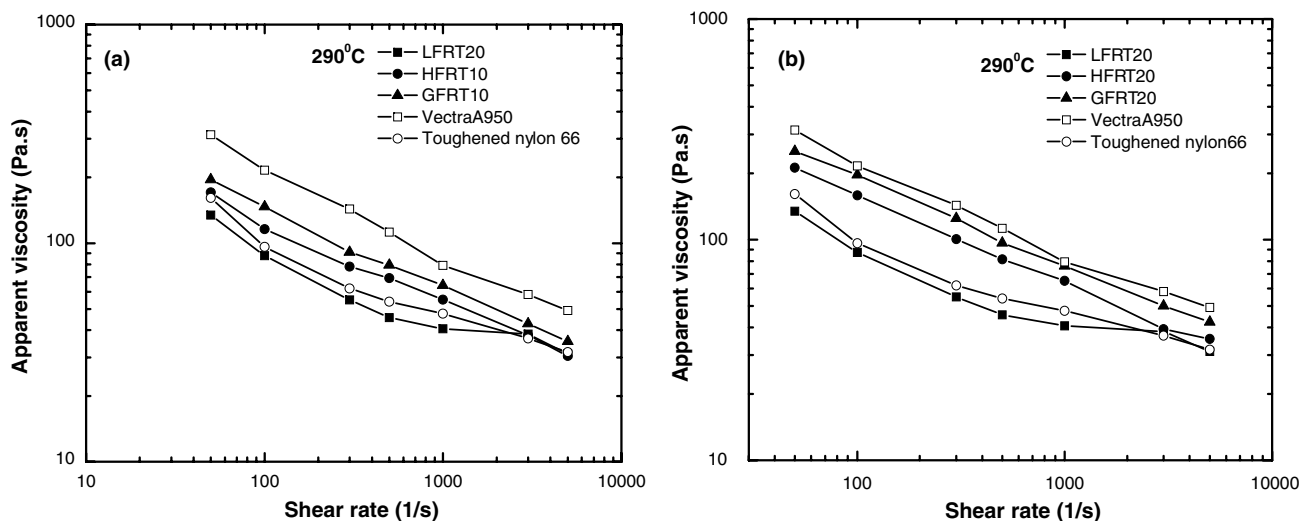 (a)
290⁰C
LFRT20
HFRT10
GFRT10
VectraA950
Toughened nylon 66
1000
100
10
Apparent viscosity (Pa.s)
10
100
1000
10000
Shear rate (1/s)
(b)
290⁰C
LFRT20
HFRT20
GFRT20
VectraA950
Toughened nylon66
1000
100
10
Apparent viscosity (Pa.s)
100
1000
10000
Shear rate (1/s)